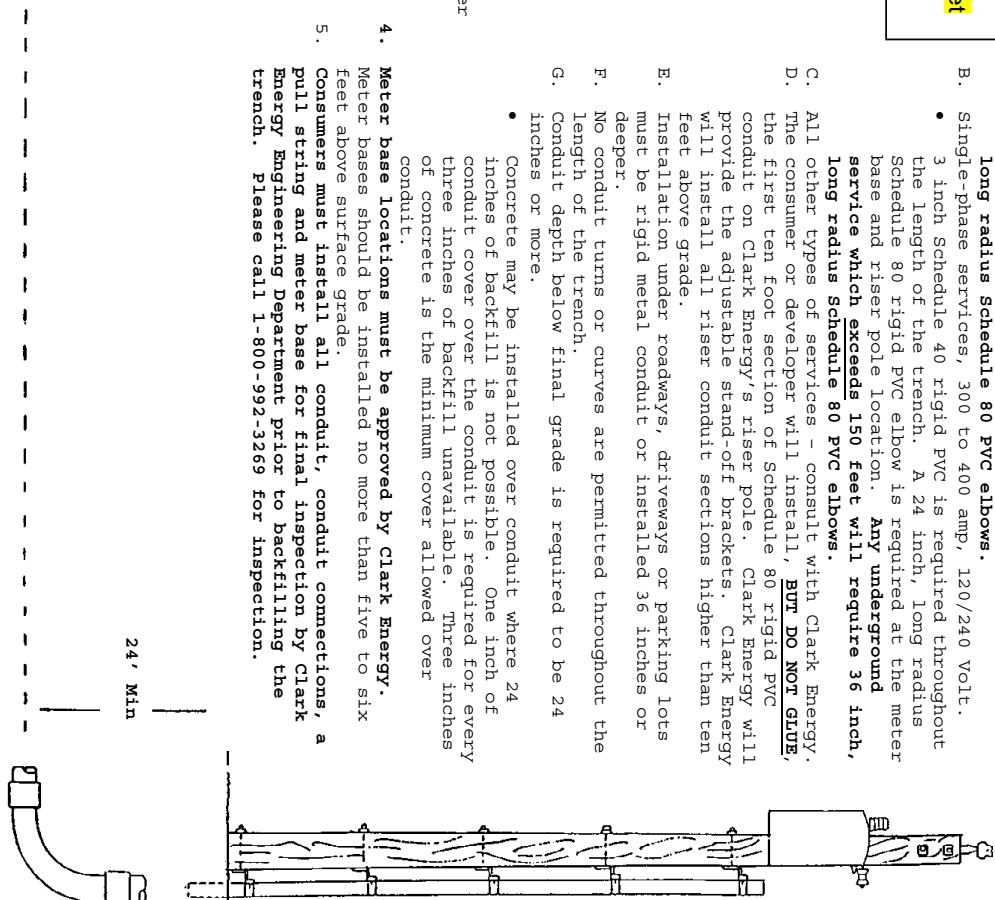 et
er
long radius Schedule 80 PVC elbows.
B. Single-phase services, 300 to 400 amp, 120/240 Volt.
• 3 inch Schedule 40 rigid PVC is required throughout
the length of the trench. A 24 inch, long radius
Schedule 80 rigid PVC elbow is required at the meter
base and riser pole location. Any underground
service which exceeds 150 feet will require 36 inch,
long radius Schedule 80 PVC elbows.
C. All other types of services – consult with Clark Energy.
D. The consumer or developer will install, BUT DO NOT GLUE,
the first ten foot section of Schedule 80 rigid PVC
conduit on Clark Energy's riser pole. Clark Energy will
provide the adjustable stand-off brackets. Clark Energy
will install all riser conduit sections higher than ten
feet above grade.
E. Installation under roadways, driveways or parking lots
must be rigid metal conduit or installed 36 inches or
deeper.
F. No conduit turns or curves are permitted throughout the
length of the trench.
G. Conduit depth below final grade is required to be 24
inches or more.
• Concrete may be installed over conduit where 24
inches of backfill is not possible. One inch of
conduit cover over the conduit is required for every
three inches of backfill unavailable. Three inches
of concrete is the minimum cover allowed over
conduit.
4. Meter base locations must be approved by Clark Energy.
Meter bases should be installed no more than five to six
feet above surface grade.
5. Consumers must install all conduit, conduit connections, a
pull string and meter base for final inspection by Clark
Energy Engineering Department prior to backfilling the
trench. Please call 1-800-992-3269 for inspection.
24' Min